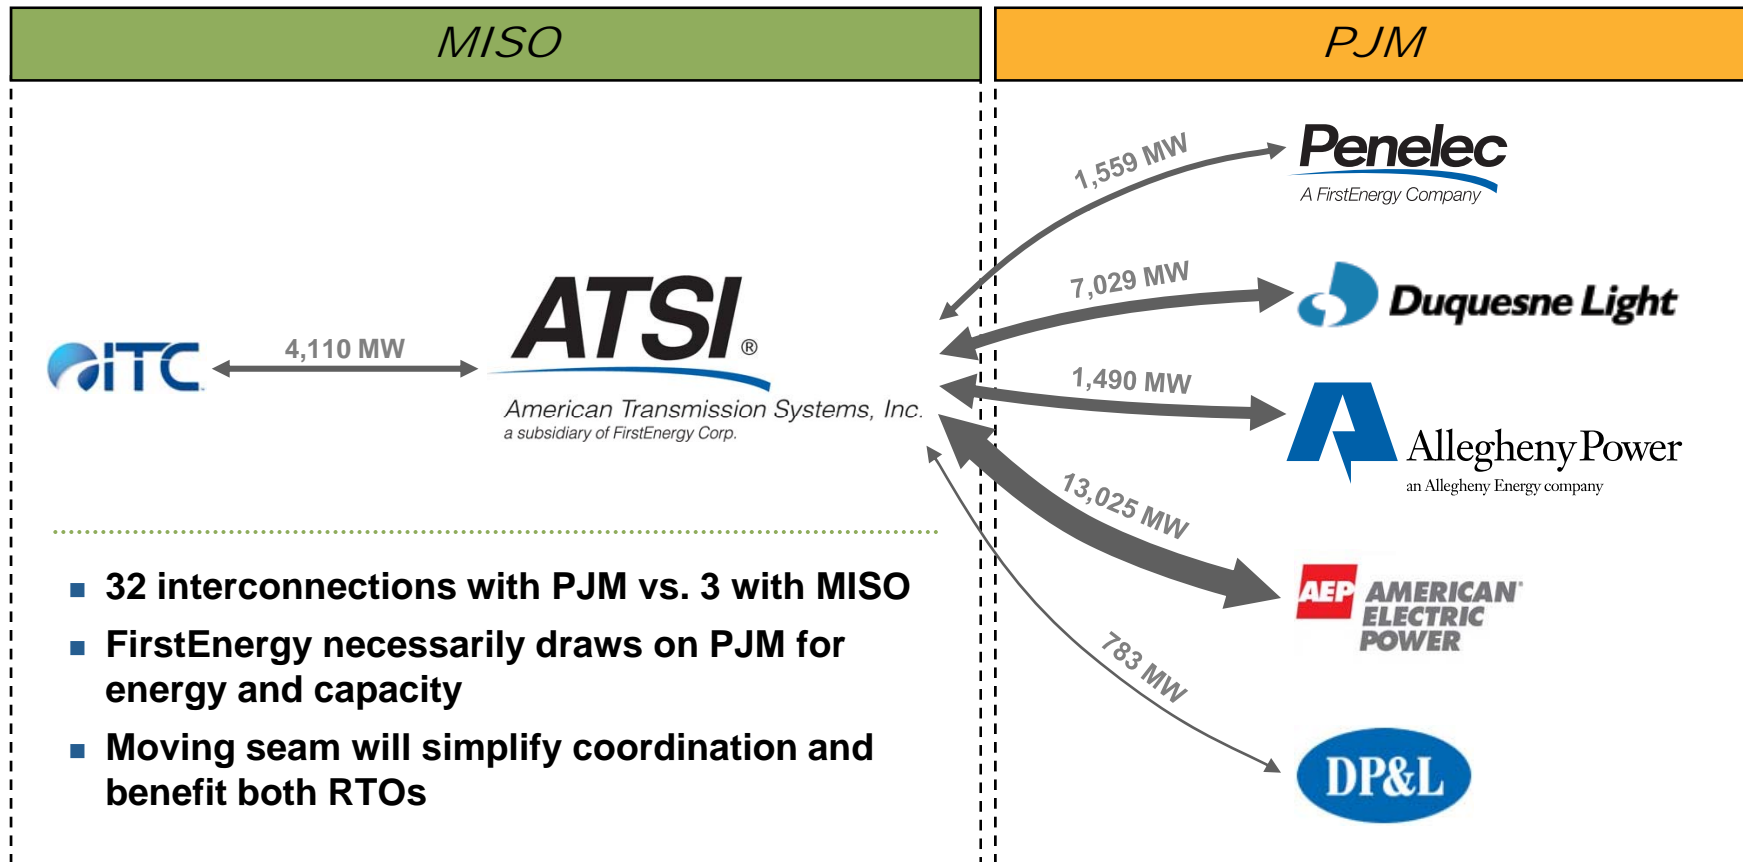 MISO
PJM
1,559 MW
Penelec
A FirstEnergy Company
7,029 MW
Duquesne Light
4,110 MW
ITC
ATSI®
American Transmission Systems, Inc.
a subsidiary of FirstEnergy Corp.
1,490 MW
Allegheny Power
an Allegheny Energy company
13,025 MW
AEP
AMERICAN
ELECTRIC
POWER
783 MW
DP&L
32 interconnections with PJM vs. 3 with MISO
FirstEnergy necessarily draws on PJM for
energy and capacity
Moving seam will simplify coordination and
benefit both RTOs